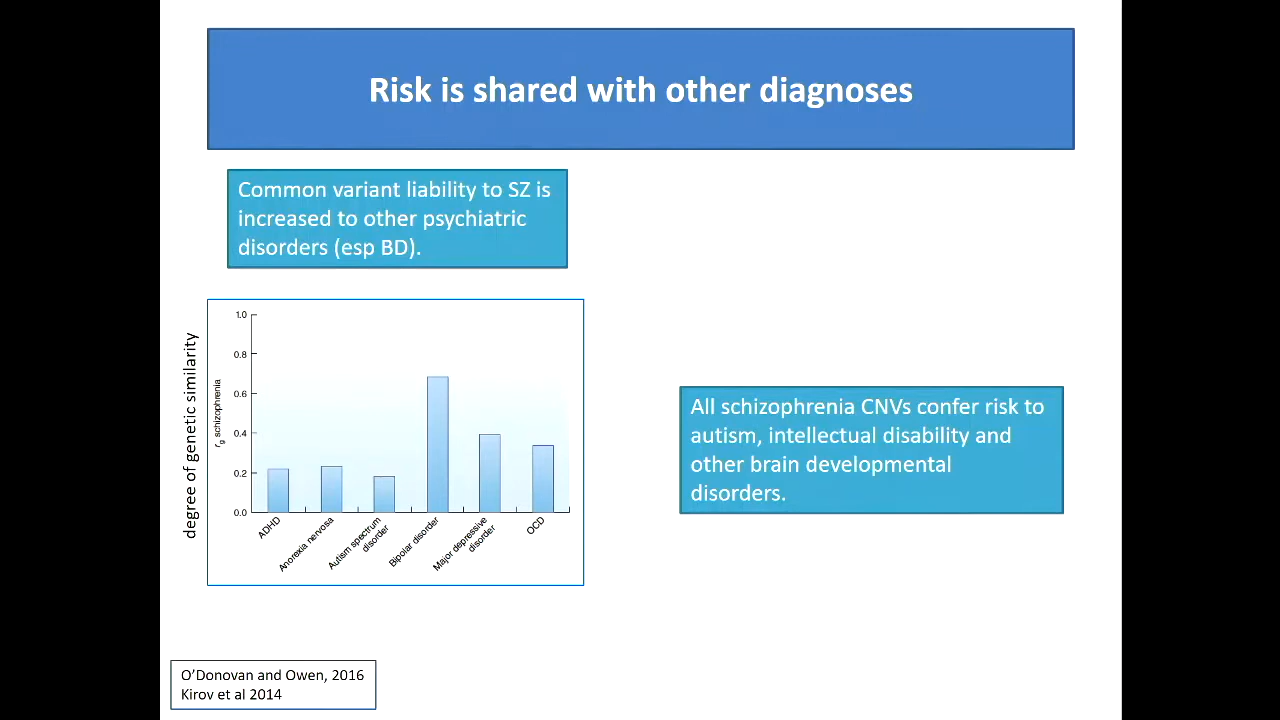 Risk is shared with other diagnoses
Common variant liability to SZ is
increased to other psychiatric
disorders (esp BD).
degree of genetic similarity
rg schizophrenia
1.0
0.8
0.6
0.4
0.2
0.0
ADHD
Anorexia nervosa
Autism spectrum
disorder
Bipolar disorder
Major depressive
disorder
OCD
All schizophrenia CNVs confer risk to
autism, intellectual disability and
other brain developmental
disorders.
O'Donovan and Owen, 2016
Kirov et al 2014